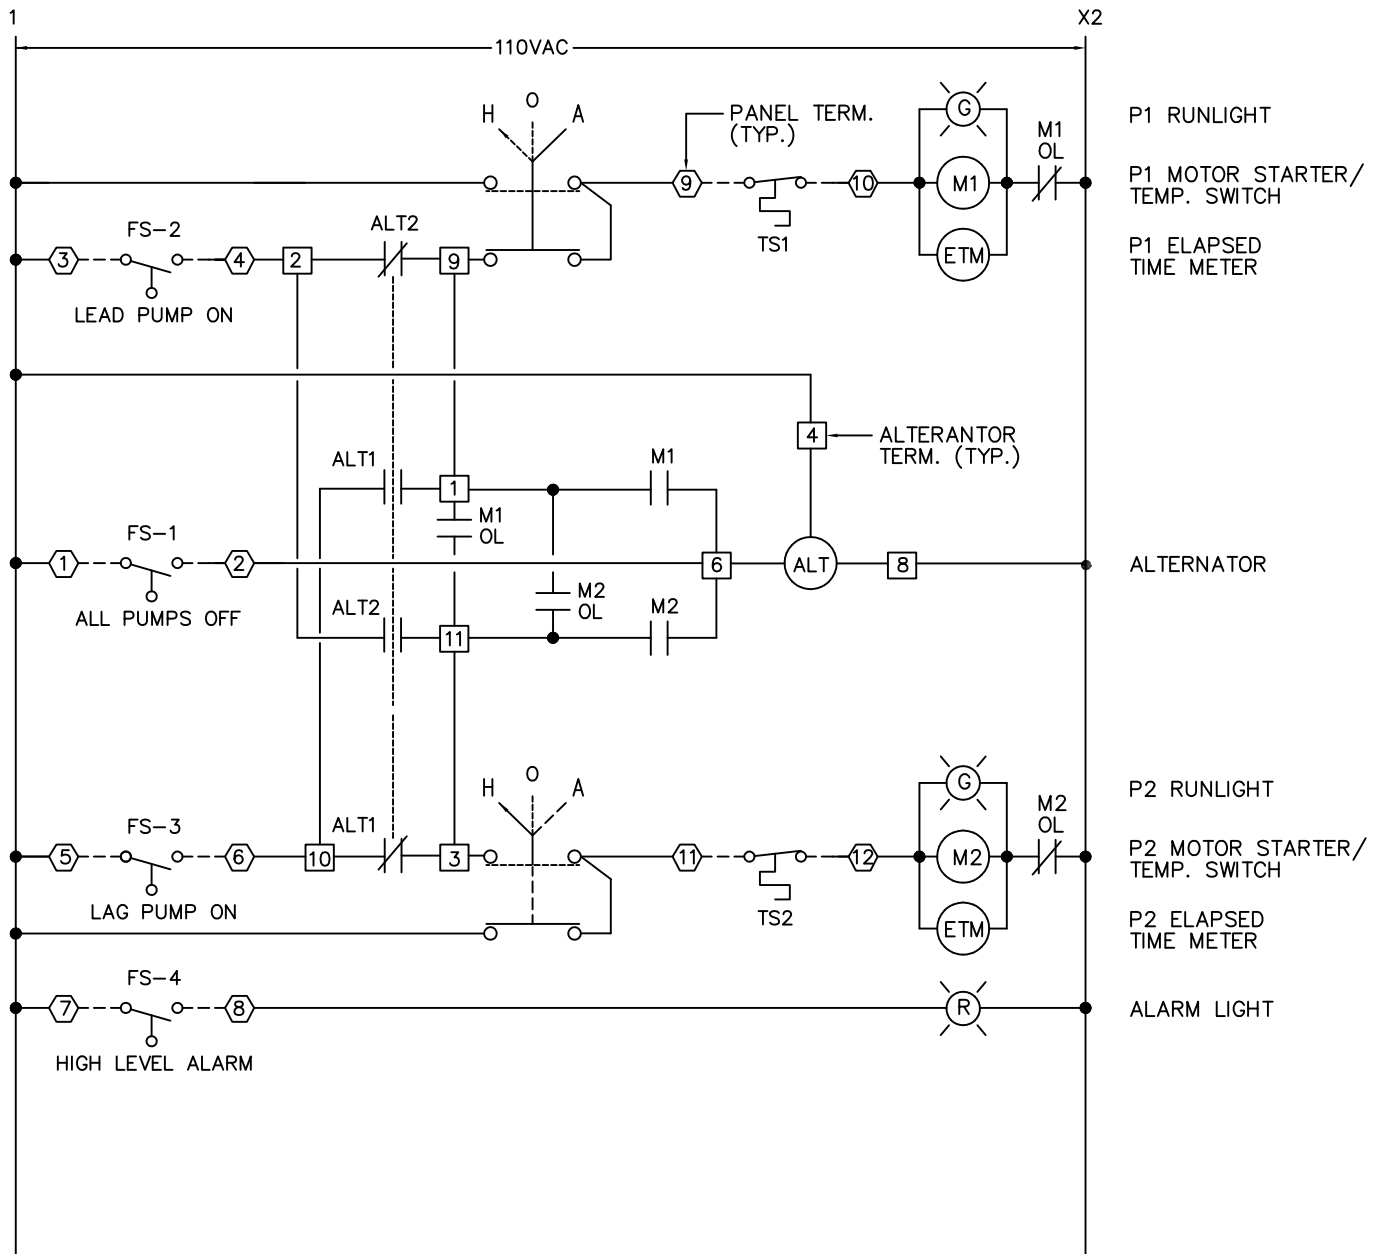 1
X2
110VAC
H O A
PANEL TERM.
(TYP.)
G
M1
OL
P1 RUNLIGHT
9
10
M1
P1 MOTOR STARTER/
TEMP. SWITCH
TS1
FS-2
ALT2
3
4
2
9
ETM
P1 ELAPSED
TIME METER
LEAD PUMP ON
4
ALTERANTOR
TERM. (TYP.)
ALT1
1
M1
M1
OL
FS-1
1
2
6
ALT
8
ALTERNATOR
ALL PUMPS OFF
ALT2
M2
OL
M2
11
H O A
G
M2
OL
P2 RUNLIGHT
FS-3
ALT1
5
6
10
3
11
12
M2
P2 MOTOR STARTER/
TEMP. SWITCH
LAG PUMP ON
TS2
ETM
P2 ELAPSED
TIME METER
FS-4
7
8
R
ALARM LIGHT
HIGH LEVEL ALARM